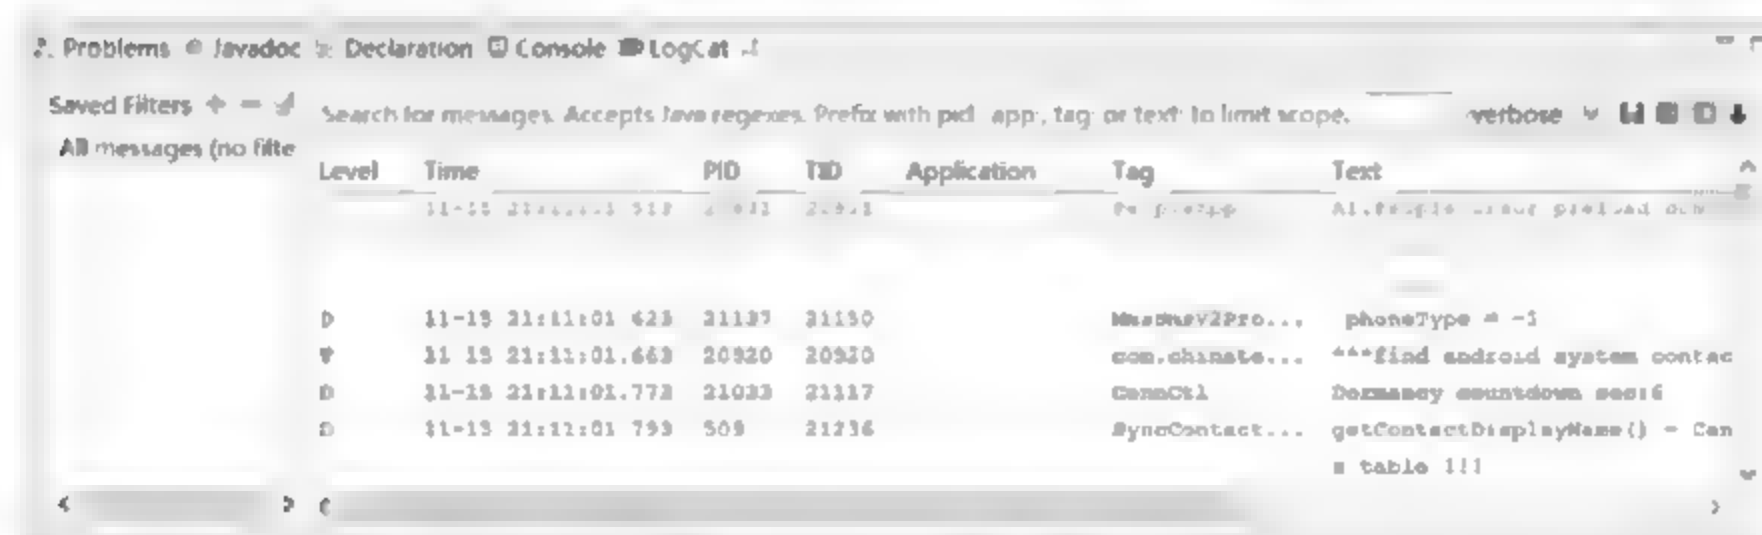 Problems Javadoc Declaration Console LogCat
Saved Filters
Search for messages. Accepts Java regexes. Prefix with pid app:, tag: or text: to limit scope. verbose
All messages (no filte
Level Time PID TID Application Tag Text
preload
D 11-15 21:11:01 623 21137 21150 phoneType = -1
11 15 21:11:01.663 20920 20920 com.chinate... ***find android system contac
D 11-15 21:11:01.773 21033 21117 ConnCtl Dormancy countdown sec:6
D 11-15 21:11:01 793 509 21236 SyncContact... getContactDisplayName() - Can
s table !!!